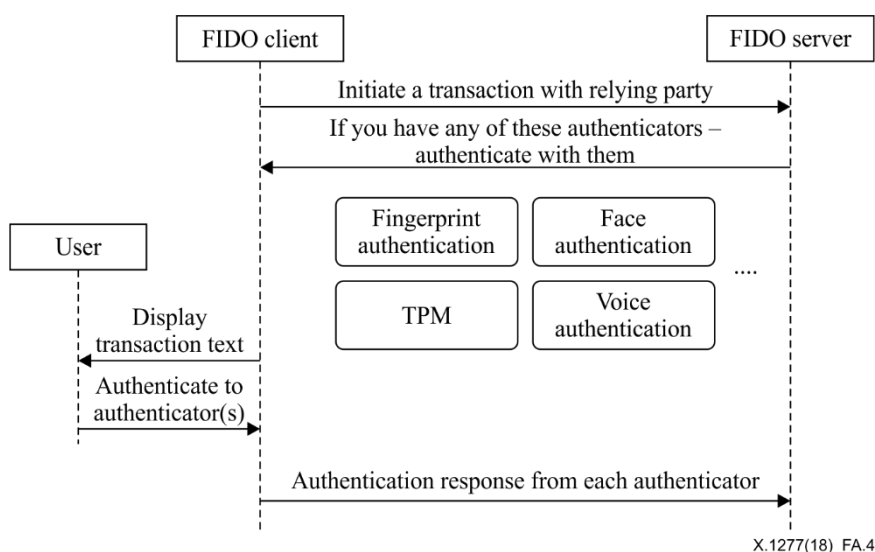 FIDO client
FIDO server
Initiate a transaction with relying party
If you have any of these authenticators –
authenticate with them
Fingerprint
authentication
Face
authentication
User
....
TPM
Voice
authentication
Display
transaction text
Authenticate to
authenticator(s)
Authentication response from each authenticator
X.1277(18)_FA.4